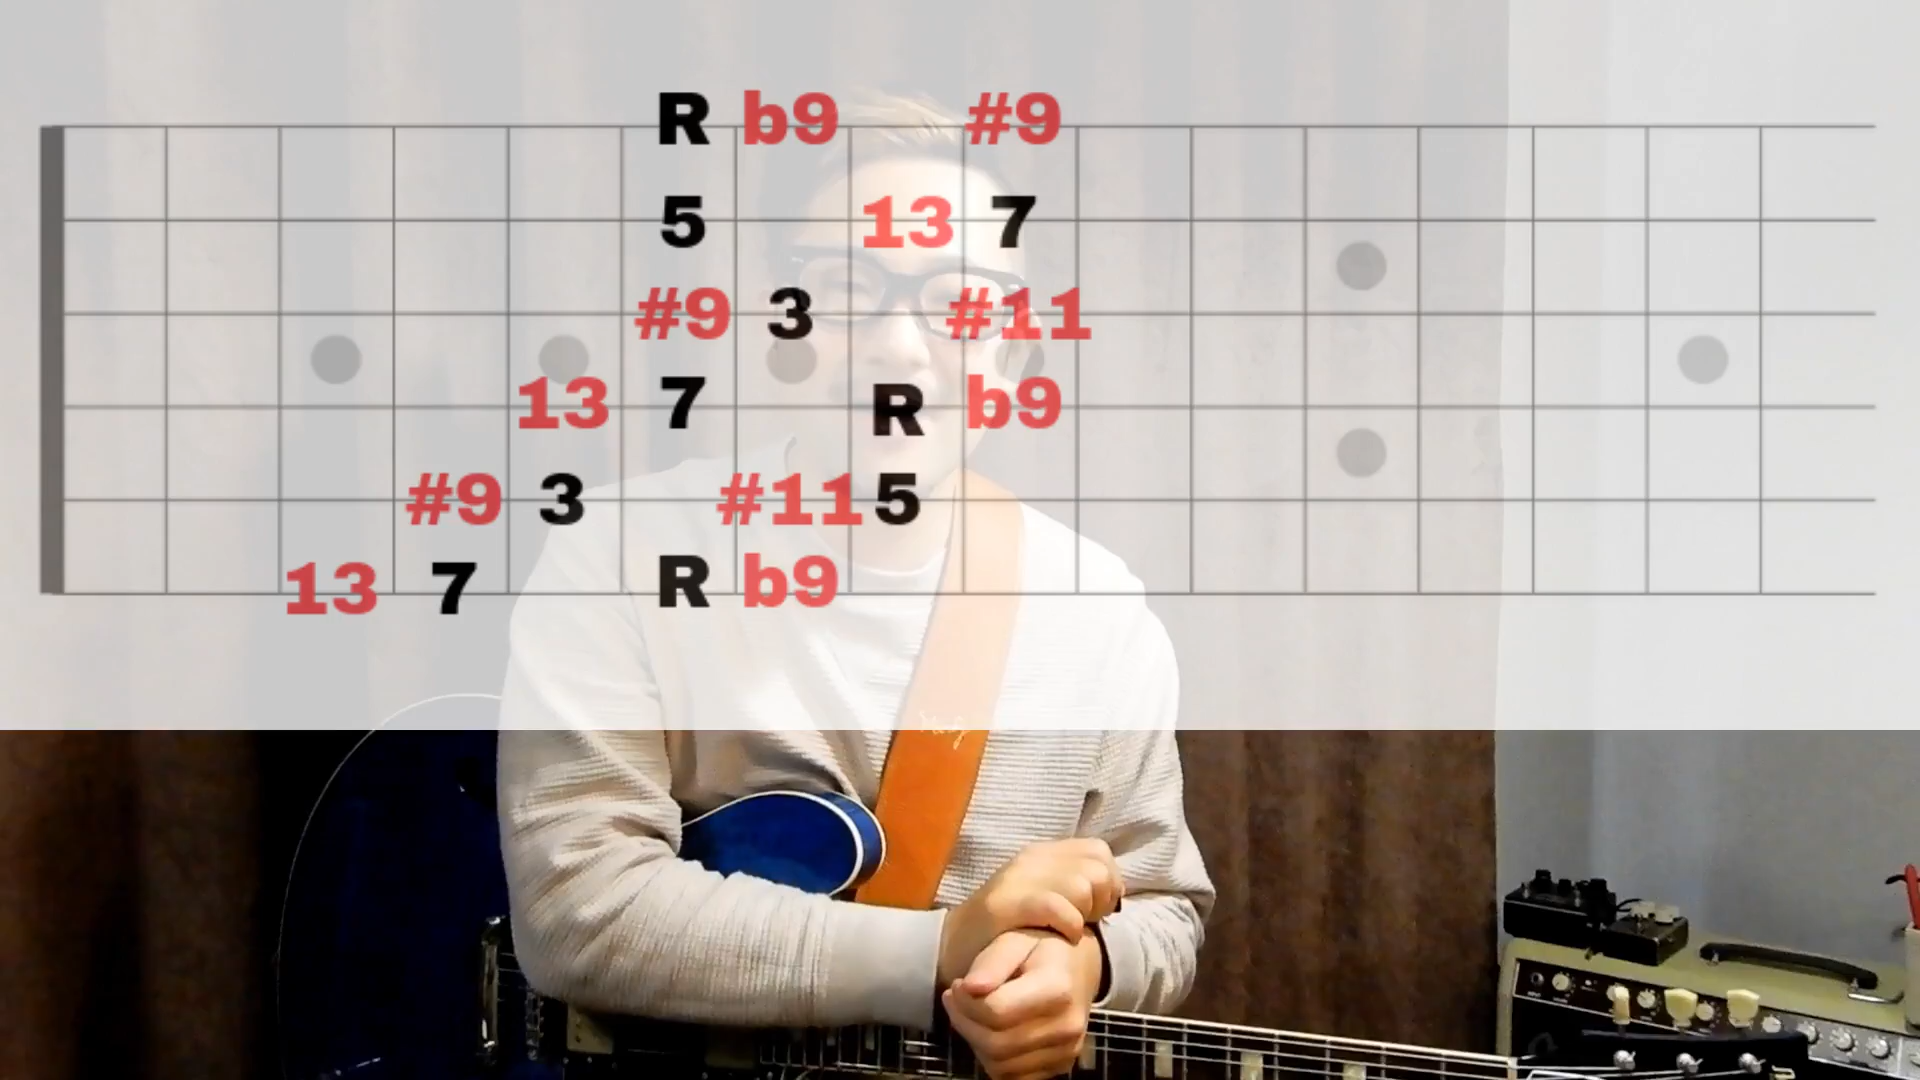 R b9 #9
5 13 7
#9 3 #11
13 7 R b9
#9 3 #11 5
13 7 R b9